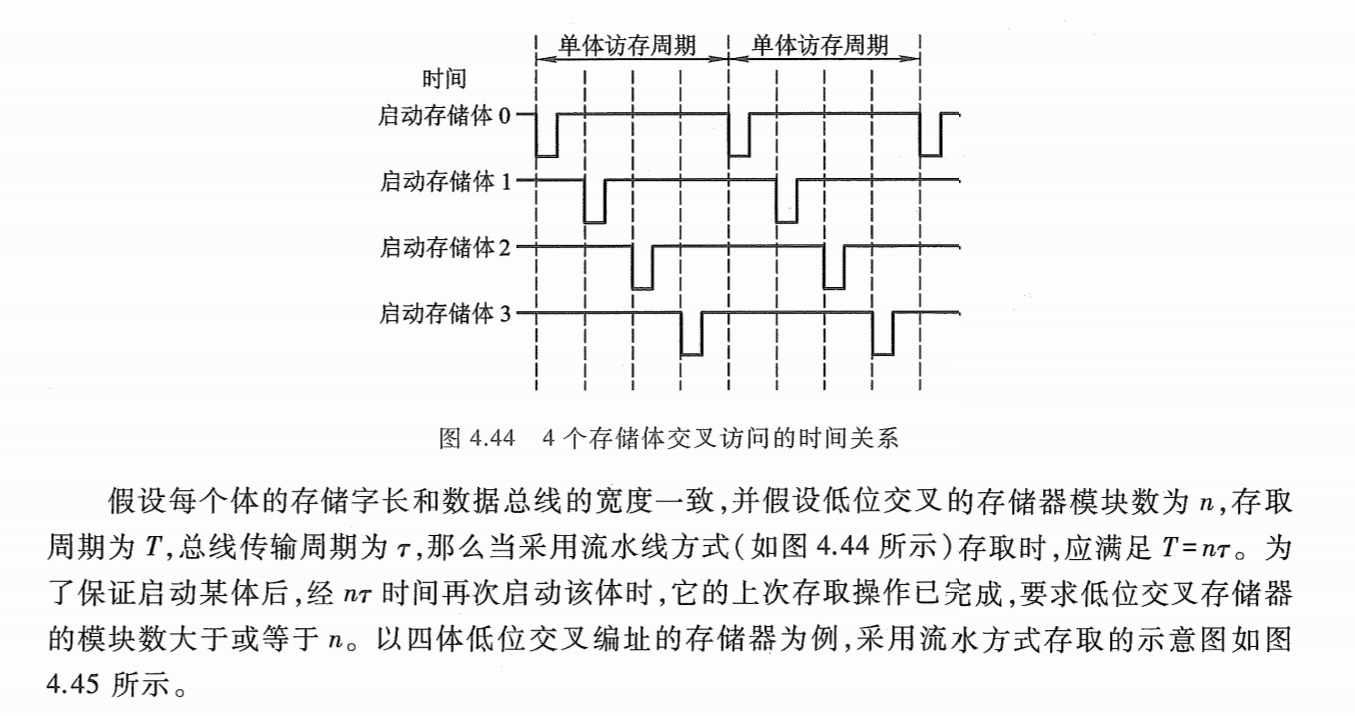 单体访存周期 单体访存周期
时间
启动存储体 0
启动存储体 1
启动存储体 2
启动存储体 3
图 4.44 4 个存储体交叉访问的时间关系
假设每个体的存储字长和数据总线的宽度一致,并假设低位交叉的存储器模块数为 n,存取
周期为 T,总线传输周期为 τ,那么当采用流水线方式(如图 4.44 所示)存取时,应满足 T=nτ。为
了保证启动某体后,经 nτ 时间再次启动该体时,它的上次存取操作已完成,要求低位交叉存储器
的模块数大于或等于 n。以四体低位交叉编址的存储器为例,采用流水方式存取的示意图如图
4.45 所示。